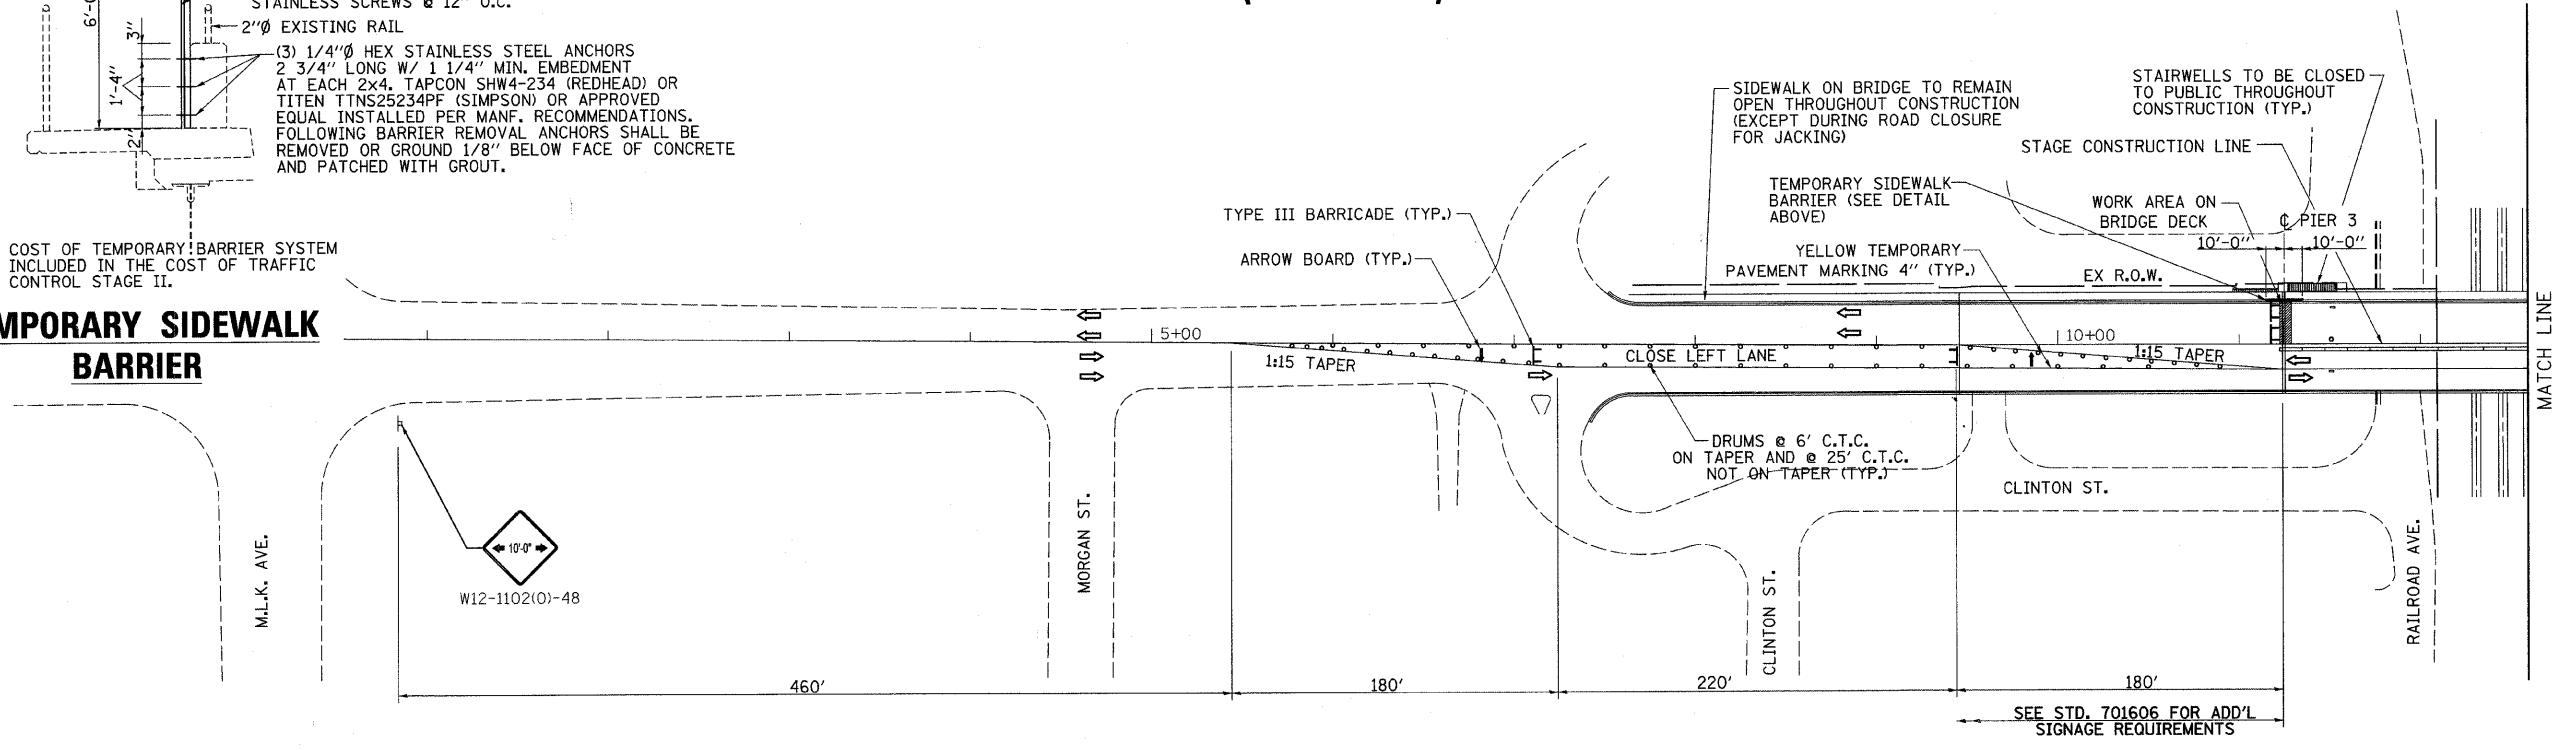 STAINLESS SCREWS @ 12" O.C.
6'-0
3"
1'-4"
2"
2"Ø EXISTING RAIL
(3) 1/4"Ø HEX STAINLESS STEEL ANCHORS
2 3/4" LONG W/ 1 1/4" MIN. EMBEDMENT
AT EACH 2x4. TAPCON SHW4-234 (REDHEAD) OR
TITEN TTNS25234PF (SIMPSON) OR APPROVED
EQUAL INSTALLED PER MANF. RECOMMENDATIONS.
FOLLOWING BARRIER REMOVAL ANCHORS SHALL BE
REMOVED OR GROUND 1/8" BELOW FACE OF CONCRETE
AND PATCHED WITH GROUT.
COST OF TEMPORARY BARRIER SYSTEM
INCLUDED IN THE COST OF TRAFFIC
CONTROL STAGE II.
MPORARY SIDEWALK
BARRIER
SIDEWALK ON BRIDGE TO REMAIN
OPEN THROUGHOUT CONSTRUCTION
(EXCEPT DURING ROAD CLOSURE
FOR JACKING)
STAIRWELLS TO BE CLOSED
TO PUBLIC THROUGHOUT
CONSTRUCTION (TYP.)
STAGE CONSTRUCTION LINE
TEMPORARY SIDEWALK
BARRIER (SEE DETAIL
ABOVE)
WORK AREA ON
BRIDGE DECK
℄ PIER 3
10'-0"
10'-0"
TYPE III BARRICADE (TYP.)
ARROW BOARD (TYP.)
YELLOW TEMPORARY
PAVEMENT MARKING 4" (TYP.)
EX R.O.W.
5+00
10+00
1:15 TAPER
CLOSE LEFT LANE
1:15 TAPER
MATCH LINE
DRUMS @ 6' C.T.C.
ON TAPER AND @ 25' C.T.C.
NOT ON TAPER (TYP.)
CLINTON ST.
10'-0"
W12-1102(O)-48
M.L.K. AVE.
MORGAN ST.
CLINTON ST.
RAILROAD AVE.
460'
180'
220'
180'
SEE STD. 701606 FOR ADD'L
SIGNAGE REQUIREMENTS